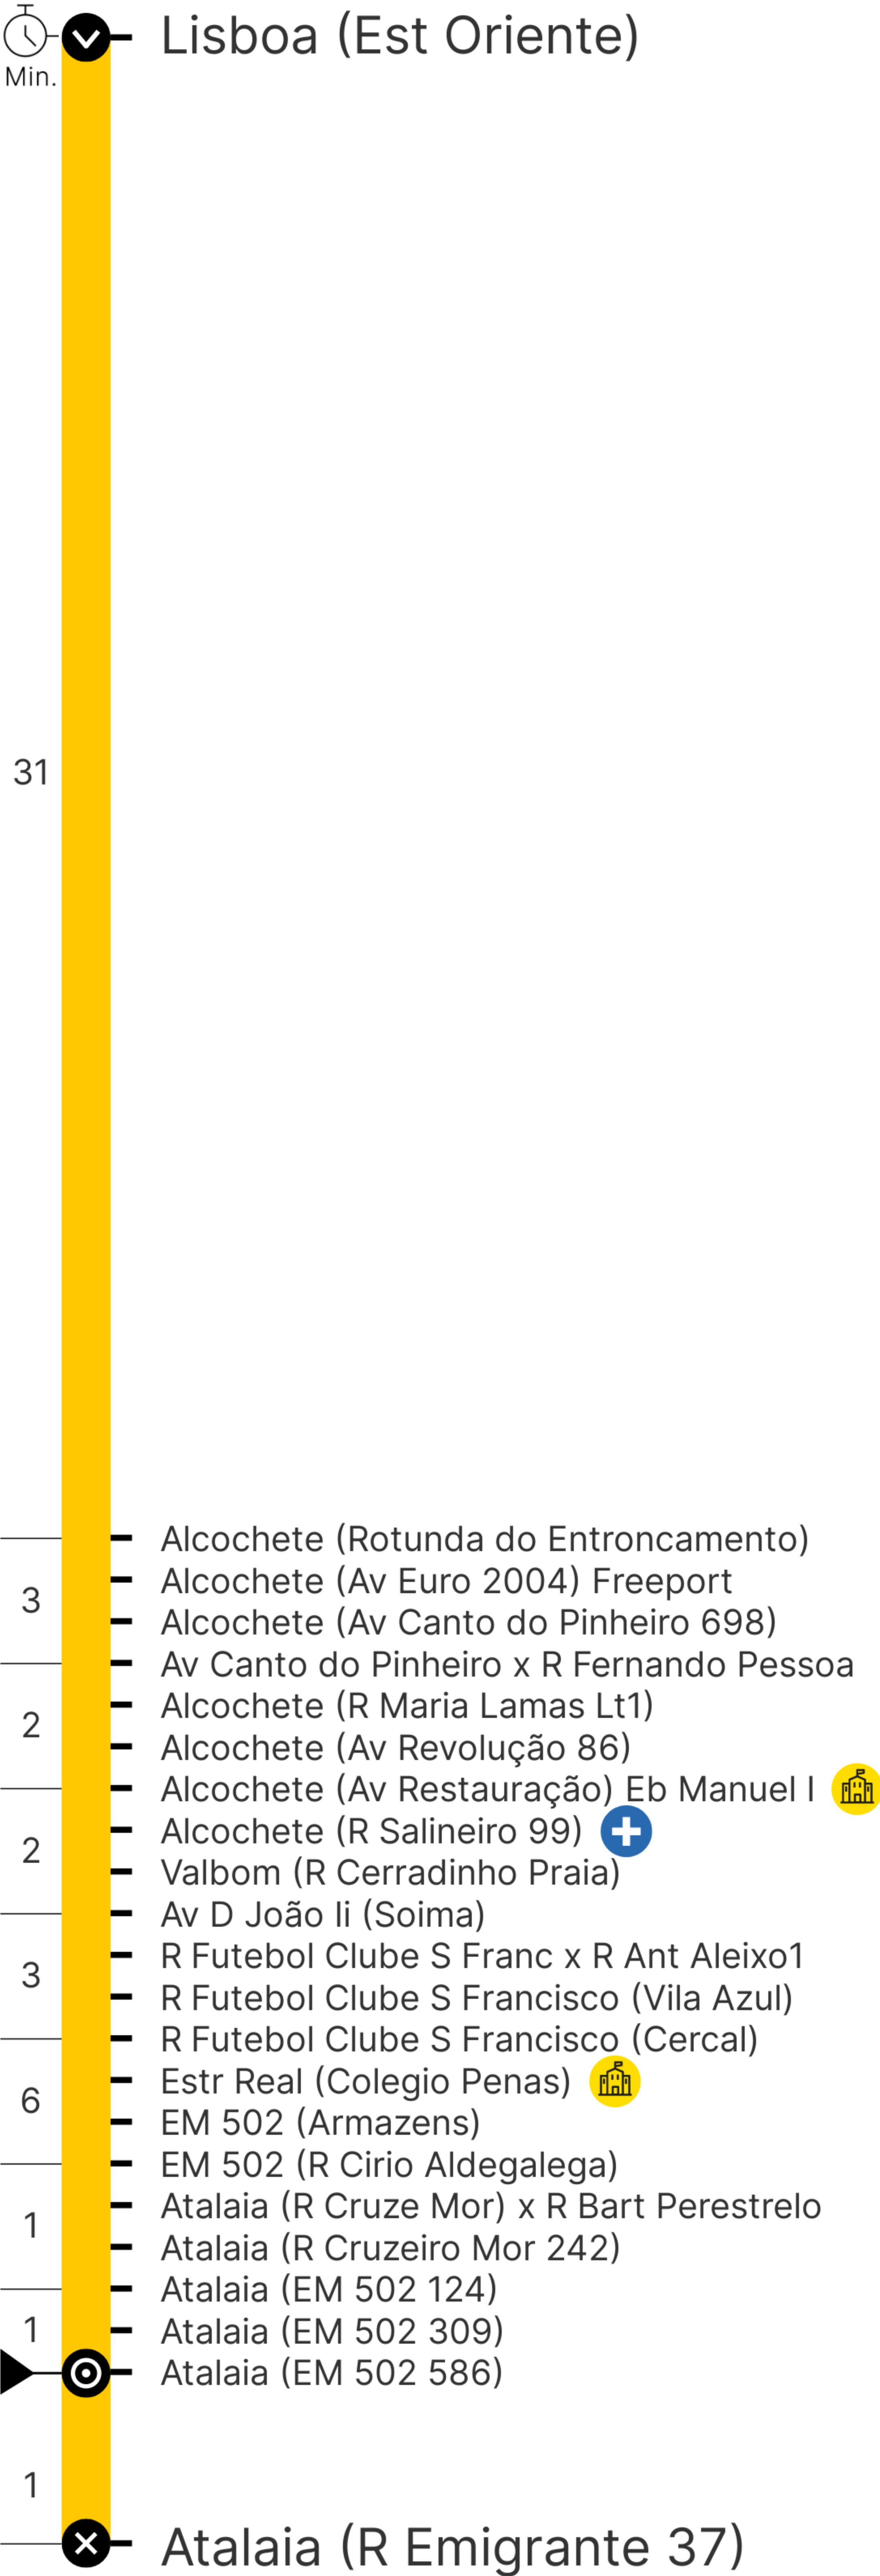 Lisboa (Est Oriente)
Min.
31
Alcochete (Rotunda do Entroncamento)
Alcochete (Av Euro 2004) Freeport
3
Alcochete (Av Canto do Pinheiro 698)
Av Canto do Pinheiro x R Fernando Pessoa
Alcochete (R Maria Lamas Lt1)
2
Alcochete (Av Revolução 86)
Alcochete (Av Restauração) Eb Manuel I
Alcochete (R Salineiro 99)
2
Valbom (R Cerradinho Praia)
Av D João Ii (Soima)
R Futebol Clube S Franc x R Ant Aleixo1
3
R Futebol Clube S Francisco (Vila Azul)
R Futebol Clube S Francisco (Cercal)
Estr Real (Colegio Penas)
6
EM 502 (Armazens)
EM 502 (R Cirio Aldegalega)
Atalaia (R Cruze Mor) x R Bart Perestrelo
1
Atalaia (R Cruzeiro Mor 242)
Atalaia (EM 502 124)
1
Atalaia (EM 502 309)
Atalaia (EM 502 586)
1
Atalaia (R Emigrante 37)